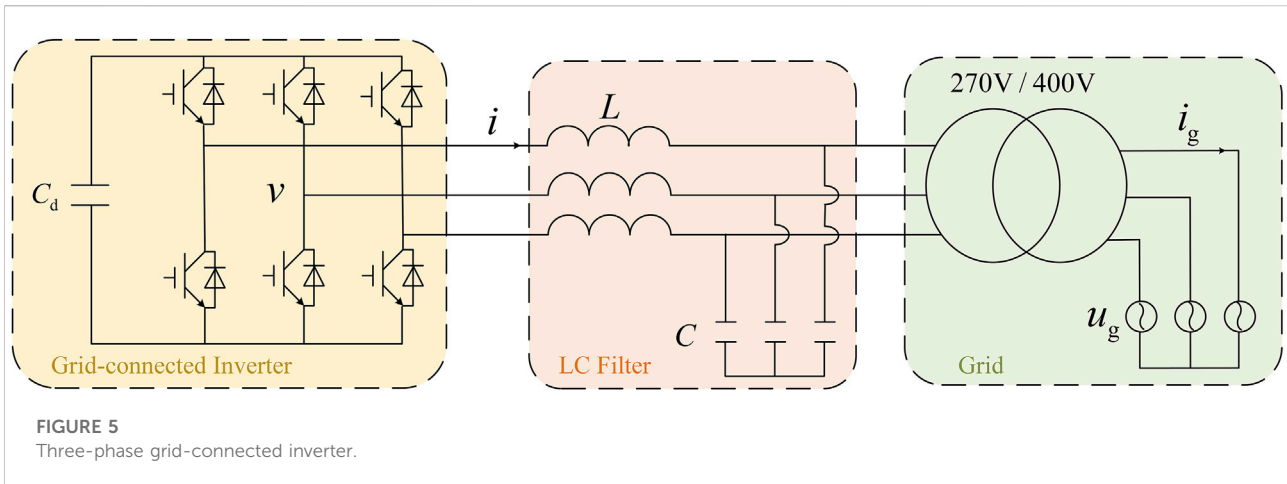 270V / 400V
i
L
i_g
C_d
v
C
u_g
Grid-connected Inverter
LC Filter
Grid
FIGURE 5
Three-phase grid-connected inverter.